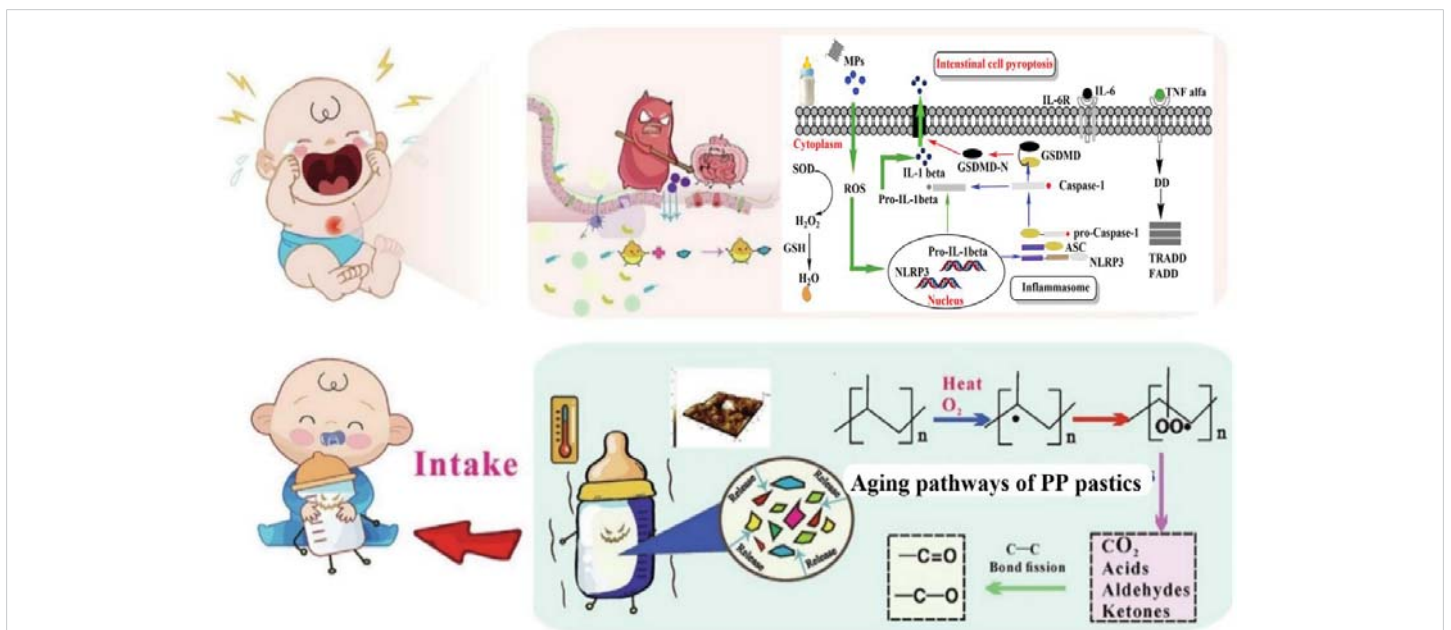 MPs
Intenstinal cell pyroptosis
IL-6
IL-6R
TNF alfa
Cytoplasm
SOD
ROS
IL-1 beta
GSDMD-N
GSDMD
DD
Pro-IL-1beta
Caspase-1
H2O2
GSH
pro-Caspase-1
Pro-IL-1beta
ASC
NLRP3
NLRP3
TRADD
H2O
FADD
Nucleus
Inflammasome
Heat
O2
n
n
OO•
n
Intake
Release
Release
Release
Release
Aging pathways of PP pastics
C—C
Bond fission
—C=O
—C—O
CO2
Acids
Aldehydes
Ketones